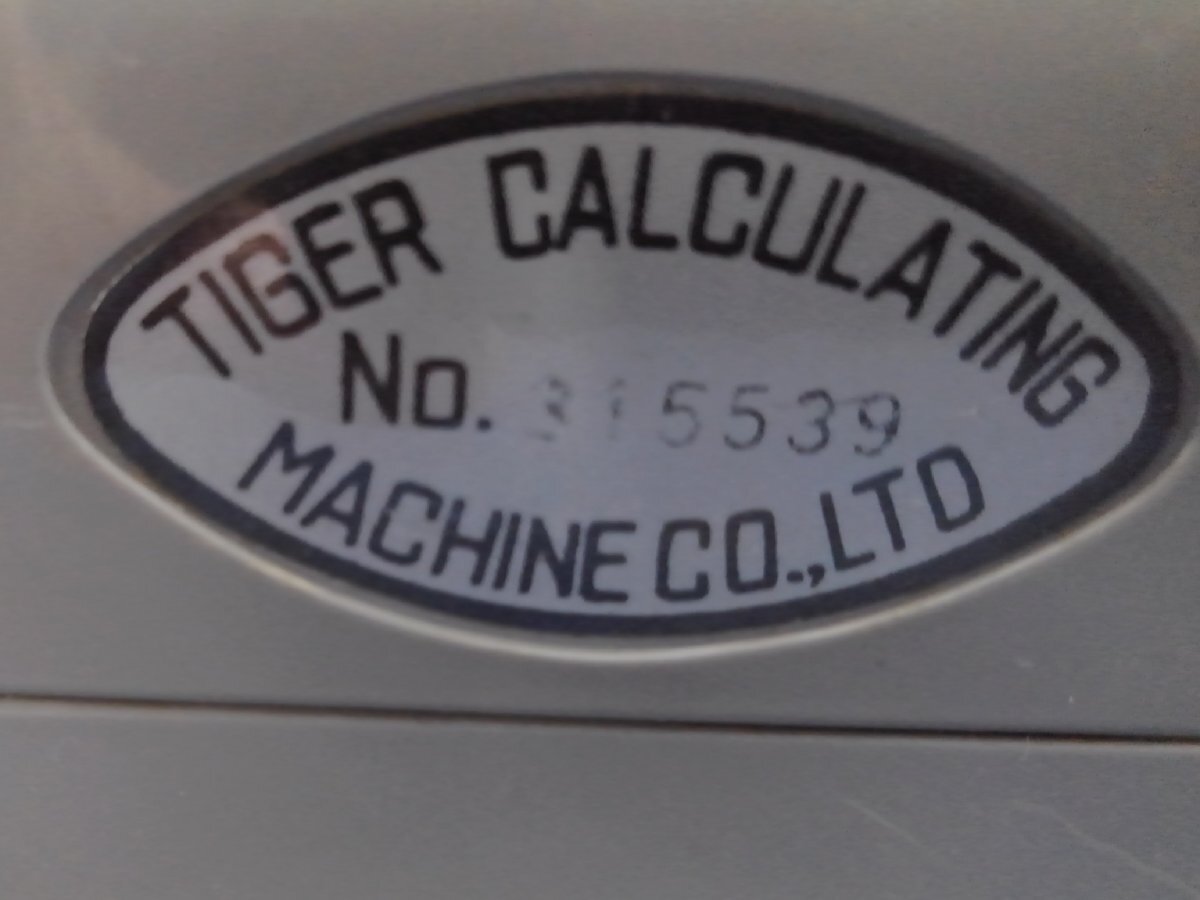 TIGER CALCULATING
No. 315539
MACHINE CO.,LTD